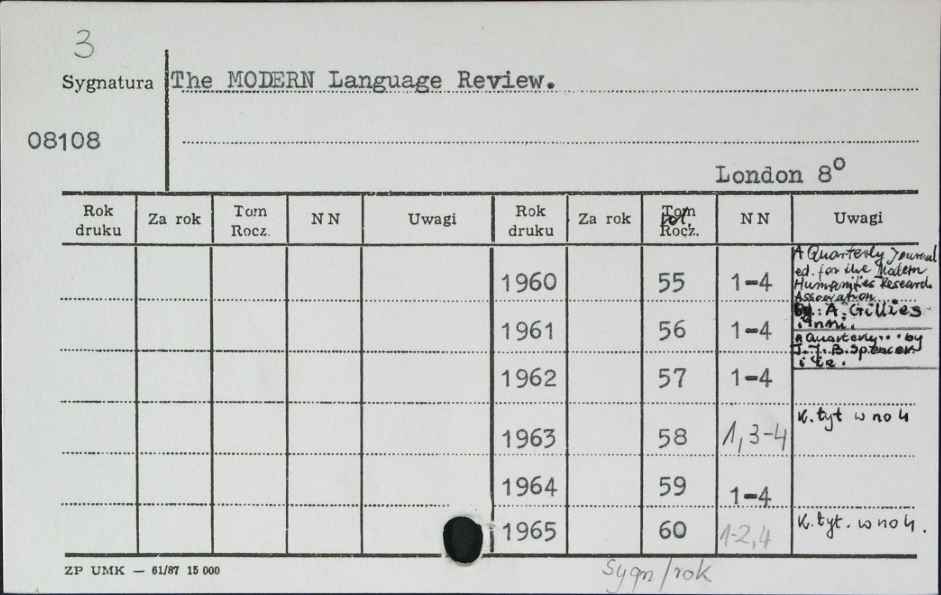 3
Sygnatura The MODERN Language Review.
08108
London 8°
Rok druku Za rok Tom Rocz. NN Uwagi Rok druku Za rok Tom Rocz. NN Uwagi
A Quarterly Journal
ed. for the Modern
1960 55 1-4 Humanities Research
Association
Ed.: A. Gillies
1961 56 1-4 i inni.
A Quarterly... by
J.T.B. Spencer
1962 57 1-4
K. tyt w no 4
1963 58 1, 3-4
1964 59 1-4
1965 60 1-2,4 K. tyt. w no 4.
ZP UMK — 61/87 15 000
Sygn/rok